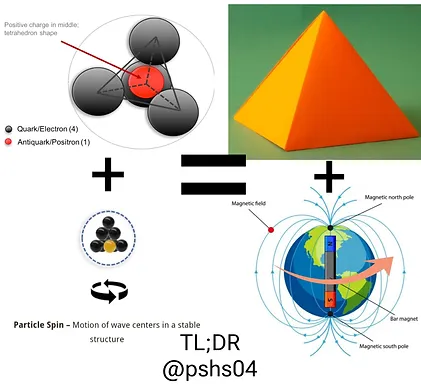 Positive charge in middle;
tetrahedron shape
Quark/Electron (4)
Antiquark/Positron (1)
+
=
+
Magnetic north pole
Magnetic field
N
S
Bar magnet
Magnetic south pole
Particle Spin – Motion of wave centers in a stable
structure
TL;DR
@pshs04